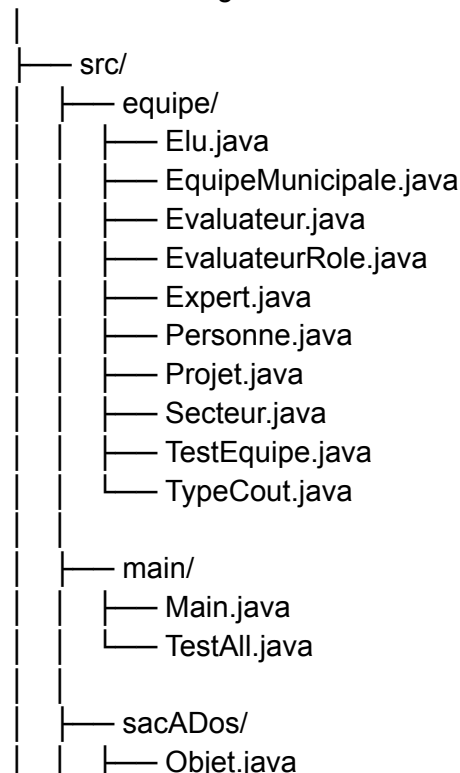 │
├── src/
│ ├── equipe/
│ │ ├── Elu.java
│ │ ├── EquipeMunicipale.java
│ │ ├── Evaluateur.java
│ │ ├── EvaluateurRole.java
│ │ ├── Expert.java
│ │ ├── Personne.java
│ │ ├── Projet.java
│ │ ├── Secteur.java
│ │ ├── TestEquipe.java
│ │ └── TypeCout.java
│ │
│ ├── main/
│ │ ├── Main.java
│ │ └── TestAll.java
│ │
│ ├── sacADos/
│ │ ├── Objet.java